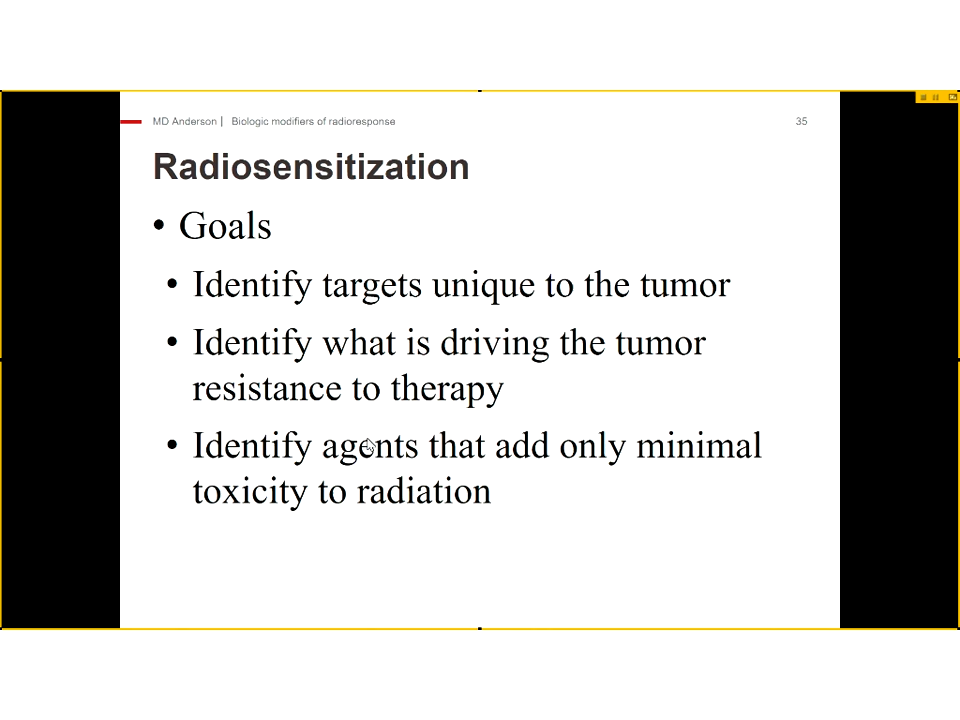 MD Anderson | Biologic modifiers of radioresponse 35
Radiosensitization
• Goals
• Identify targets unique to the tumor
• Identify what is driving the tumor
resistance to therapy
• Identify agents that add only minimal
toxicity to radiation